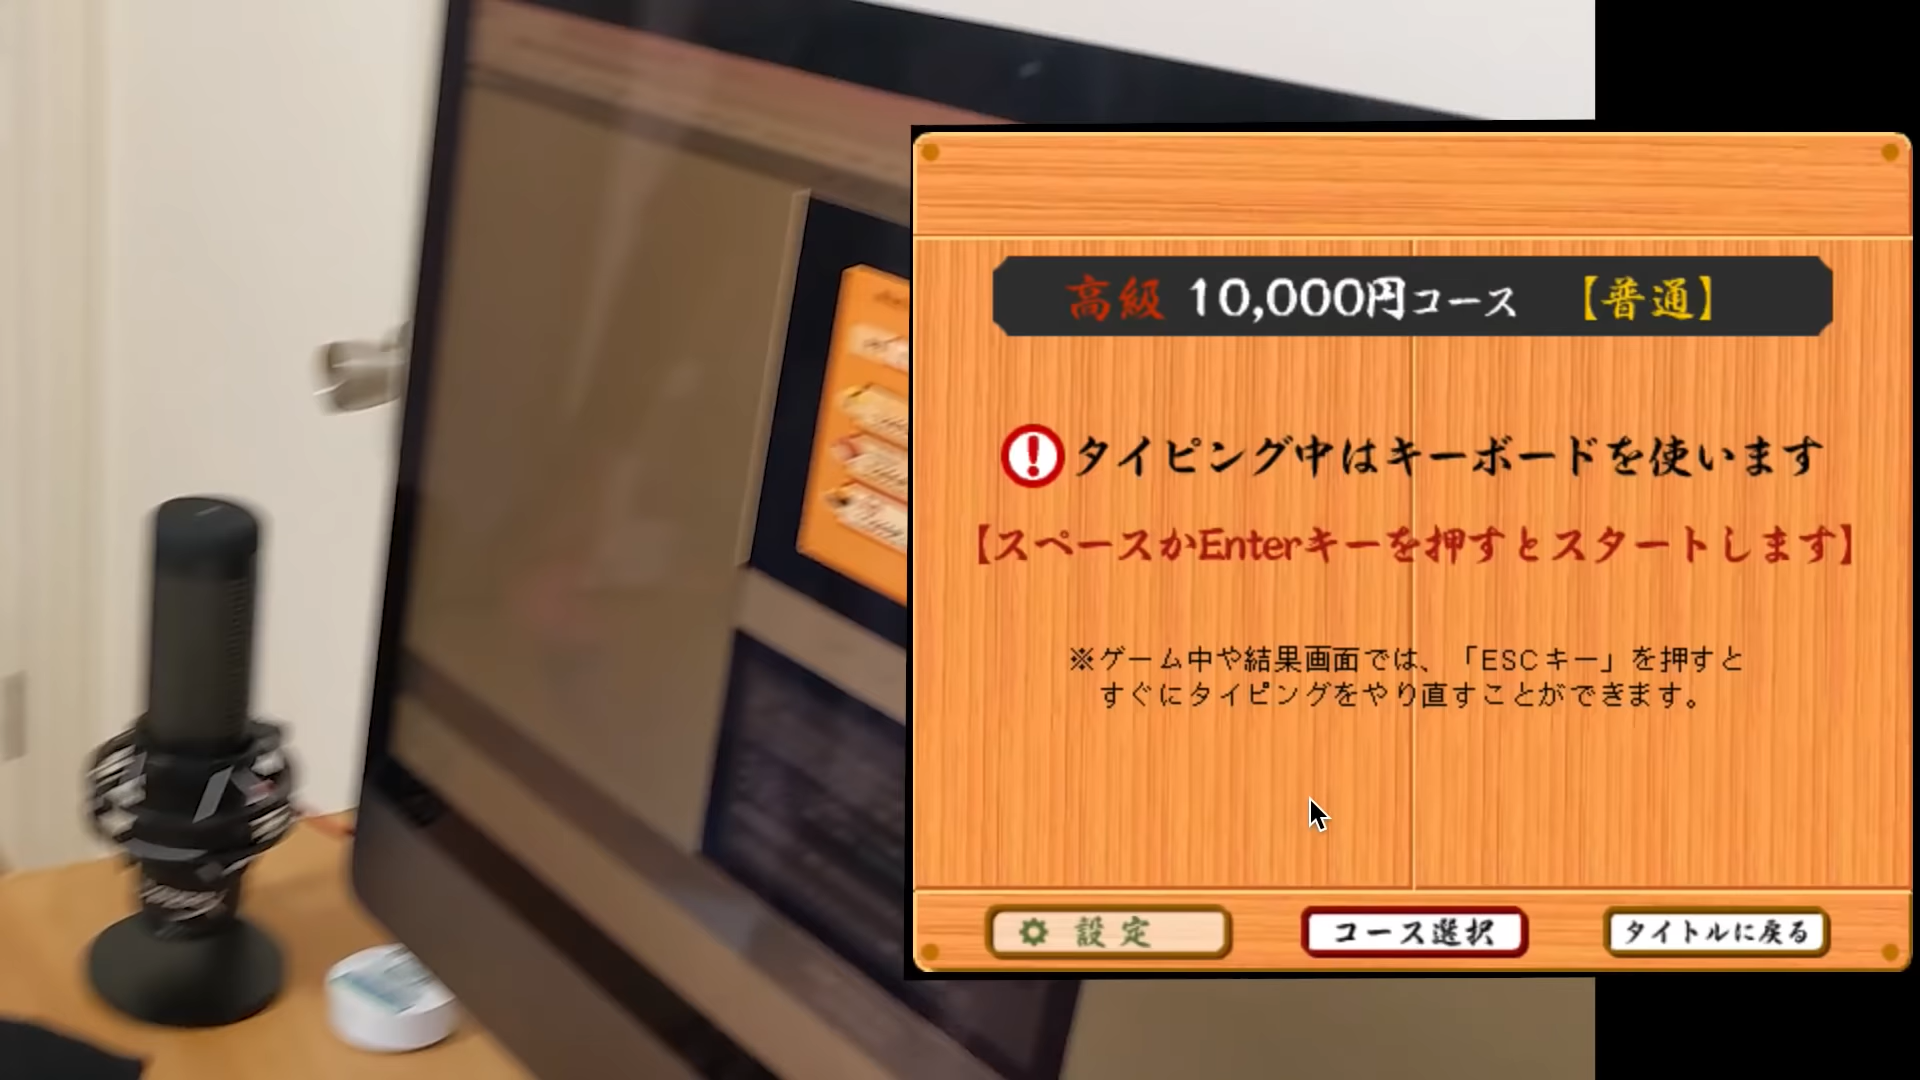 高級 10,000円コース 【普通】
タイピング中はキーボードを使います
【スペースかEnterキーを押すとスタートします】
※ゲーム中や結果画面では、「ESCキー」を押すと
すぐにタイピングをやり直すことができます。
設定
コース選択
タイトルに戻る